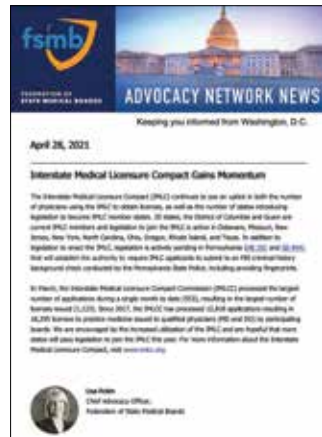 fsmb
FEDERATION OF
STATE MEDICAL BOARDS
ADVOCACY NETWORK NEWS
Keeping you informed from Washington, D.C.
April 28, 2021
Interstate Medical Licensure Compact Gains Momentum
The Interstate Medical Licensure Compact (IMLC) continues to see an uptick in both the number
of physicians using the IMLC to obtain licenses, as well as the number of states introducing
legislation to become IMLC member states. 30 states, the District of Columbia and Guam are
current IMLC members and legislation to join the IMLC is active in Delaware, Missouri, New
Jersey, New York, North Carolina, Ohio, Oregon, Rhode Island, and Texas. In addition to
legislation to enact the IMLC, legislation is actively pending in Pennsylvania
that will establish the authority to require IMLC applicants to submit to an FBI criminal history
background check conducted by the Pennsylvania State Police, including providing fingerprints.
In March, the Interstate Medical Licensure Compact Commission (IMLCC) processed the largest
number of applications during a single month to date, resulting in the largest number of
licenses issued. Since 2017, the IMLCC has processed applications resulting in
licenses to practice medicine issued to qualified physicians (MD and DO) by participating
boards. We are encouraged by the increased utilization of the IMLC and are hopeful that more
states will pass legislation to join the IMLC this year. For more information about the Interstate
Medical Licensure Compact, visit www.imlcc.org.
Lisa Robin
Chief Advocacy Officer,
Federation of State Medical Boards